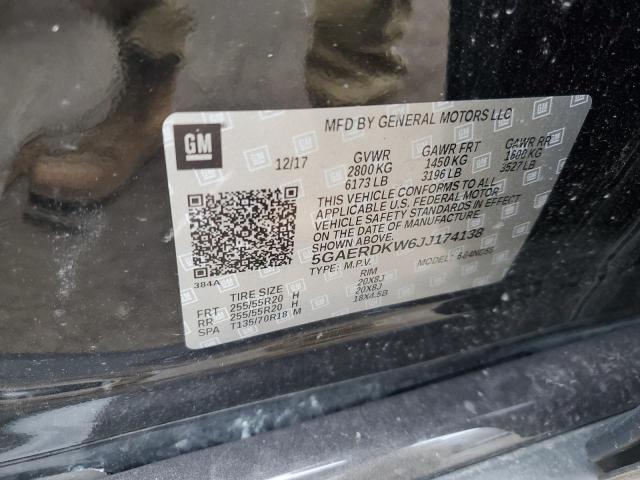 GM
MFD BY GENERAL MOTORS LLC
12/17 GVWR GAWR FRT GAWR RR
2800 KG 1450 KG 1600 KG
6173 LB 3196 LB 3527 LB
THIS VEHICLE CONFORMS TO ALL
APPLICABLE U.S. FEDERAL MOTOR
VEHICLE SAFETY STANDARDS IN EFFECT
ON THE DATE OF MANUFACTURE
SHOWN ABOVE.
5GAERDKW6JJ174138
TYPE: M.P.V. MODEL:
384A
TIRE SIZE RIM
FRT 255/55R20 H 20X8J
RR 255/55R20 H 20X8J
SPA T135/70R18 M 18X4.5B